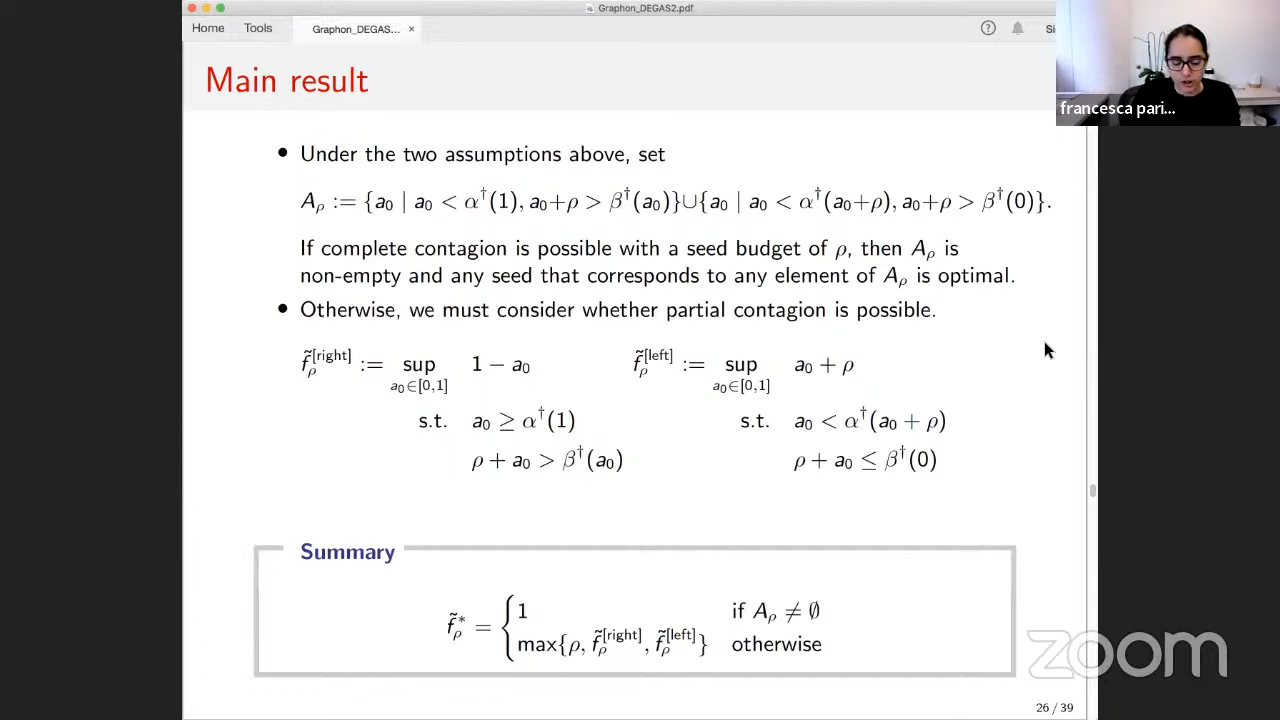 Graphon_DEGAS2.pdf
Home Tools Graphon_DEGAS... × Si
francesca pari...
Main result
• Under the two assumptions above, set
A_ρ := {a₀ | a₀ < α†(1), a₀+ρ > β†(a₀)}∪{a₀ | a₀ < α†(a₀+ρ), a₀+ρ > β†(0)}.
If complete contagion is possible with a seed budget of ρ, then A_ρ is
non-empty and any seed that corresponds to any element of A_ρ is optimal.
• Otherwise, we must consider whether partial contagion is possible.
f̃_ρ^[right] := sup_{a₀∈[0,1]} 1 − a₀ f̃_ρ^[left] := sup_{a₀∈[0,1]} a₀ + ρ
s.t. a₀ ≥ α†(1) s.t. a₀ < α†(a₀ + ρ)
ρ + a₀ > β†(a₀) ρ + a₀ ≤ β†(0)
Summary
f̃*_ρ = { 1 if A_ρ ≠ ∅
max{ρ, f̃_ρ^[right], f̃_ρ^[left]} otherwise
zoom
26 / 39